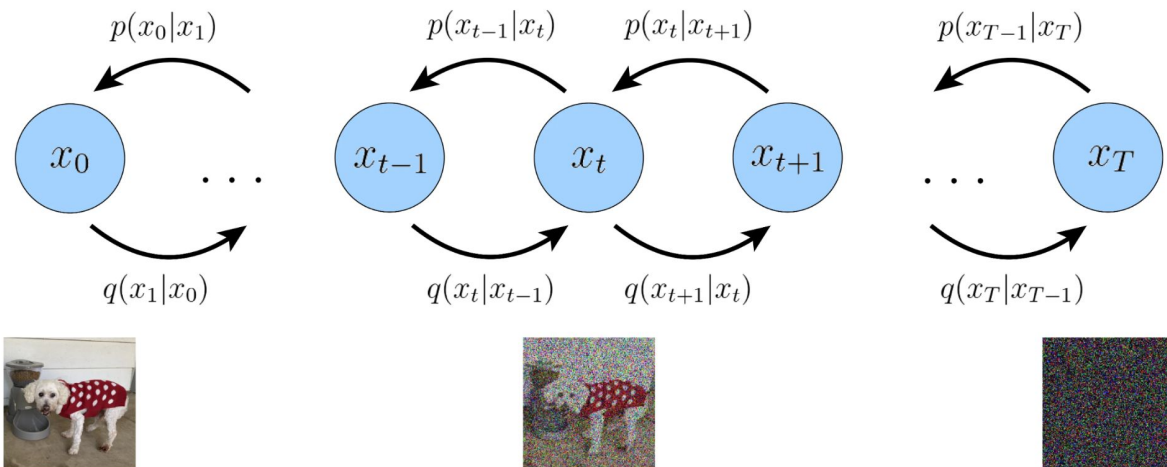 p(x_0|x_1) p(x_{t-1}|x_t) p(x_t|x_{t+1}) p(x_{T-1}|x_T)
x_0 ... x_{t-1} x_t x_{t+1} ... x_T
q(x_1|x_0) q(x_t|x_{t-1}) q(x_{t+1}|x_t) q(x_T|x_{T-1})